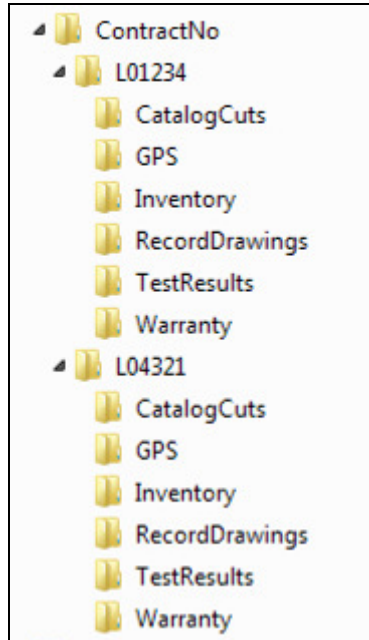 ContractNo
L01234
CatalogCuts
GPS
Inventory
RecordDrawings
TestResults
Warranty
L04321
CatalogCuts
GPS
Inventory
RecordDrawings
TestResults
Warranty